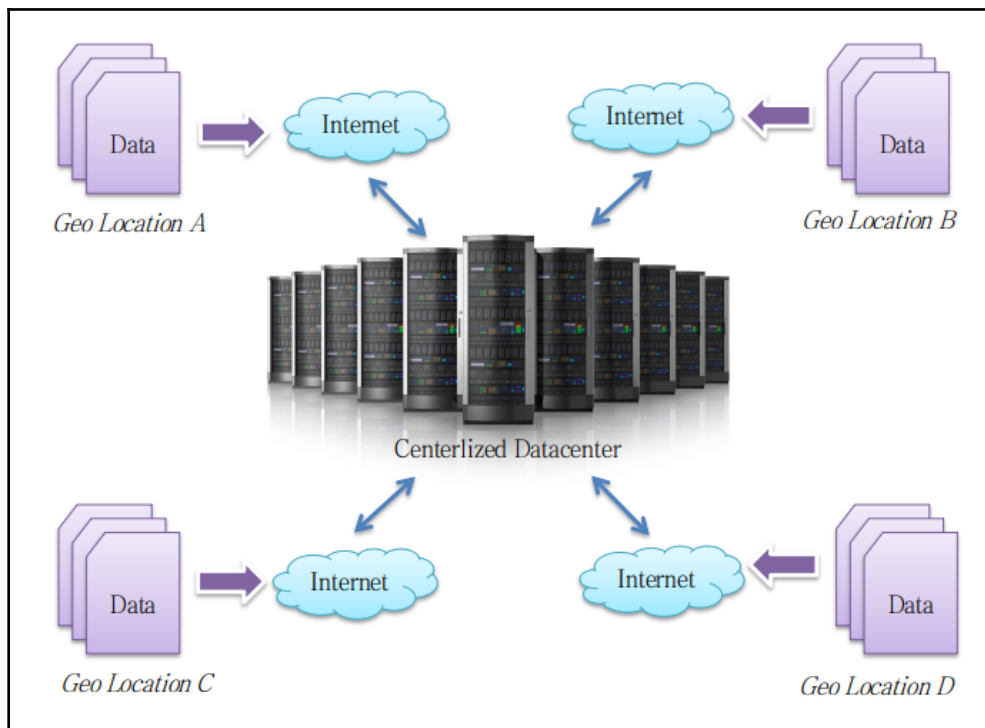 Data
Internet
Geo Location A
Internet
Data
Geo Location B
Centerlized Datacenter
Data
Internet
Geo Location C
Internet
Data
Geo Location D